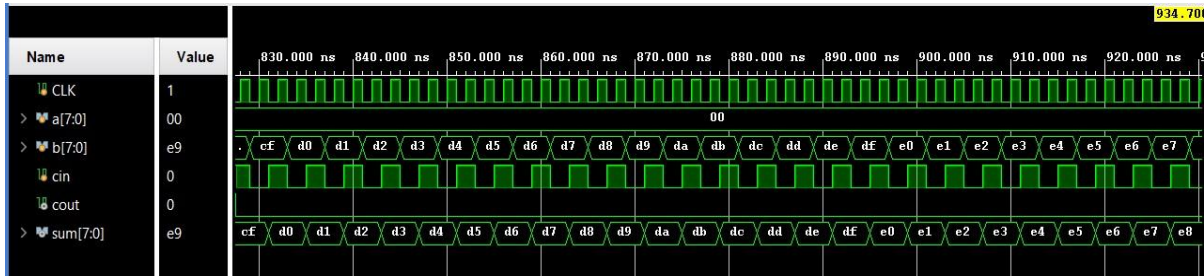 934.700
Name Value
830.000 ns 840.000 ns 850.000 ns 860.000 ns 870.000 ns 880.000 ns 890.000 ns 900.000 ns 910.000 ns 920.000 ns
CLK 1
> a[7:0] 00 00
> b[7:0] e9 . cf d0 d1 d2 d3 d4 d5 d6 d7 d8 d9 da db dc dd de df e0 e1 e2 e3 e4 e5 e6 e7
cin 0
cout 0
> sum[7:0] e9 cf d0 d1 d2 d3 d4 d5 d6 d7 d8 d9 da db dc dd de df e0 e1 e2 e3 e4 e5 e6 e7 e8